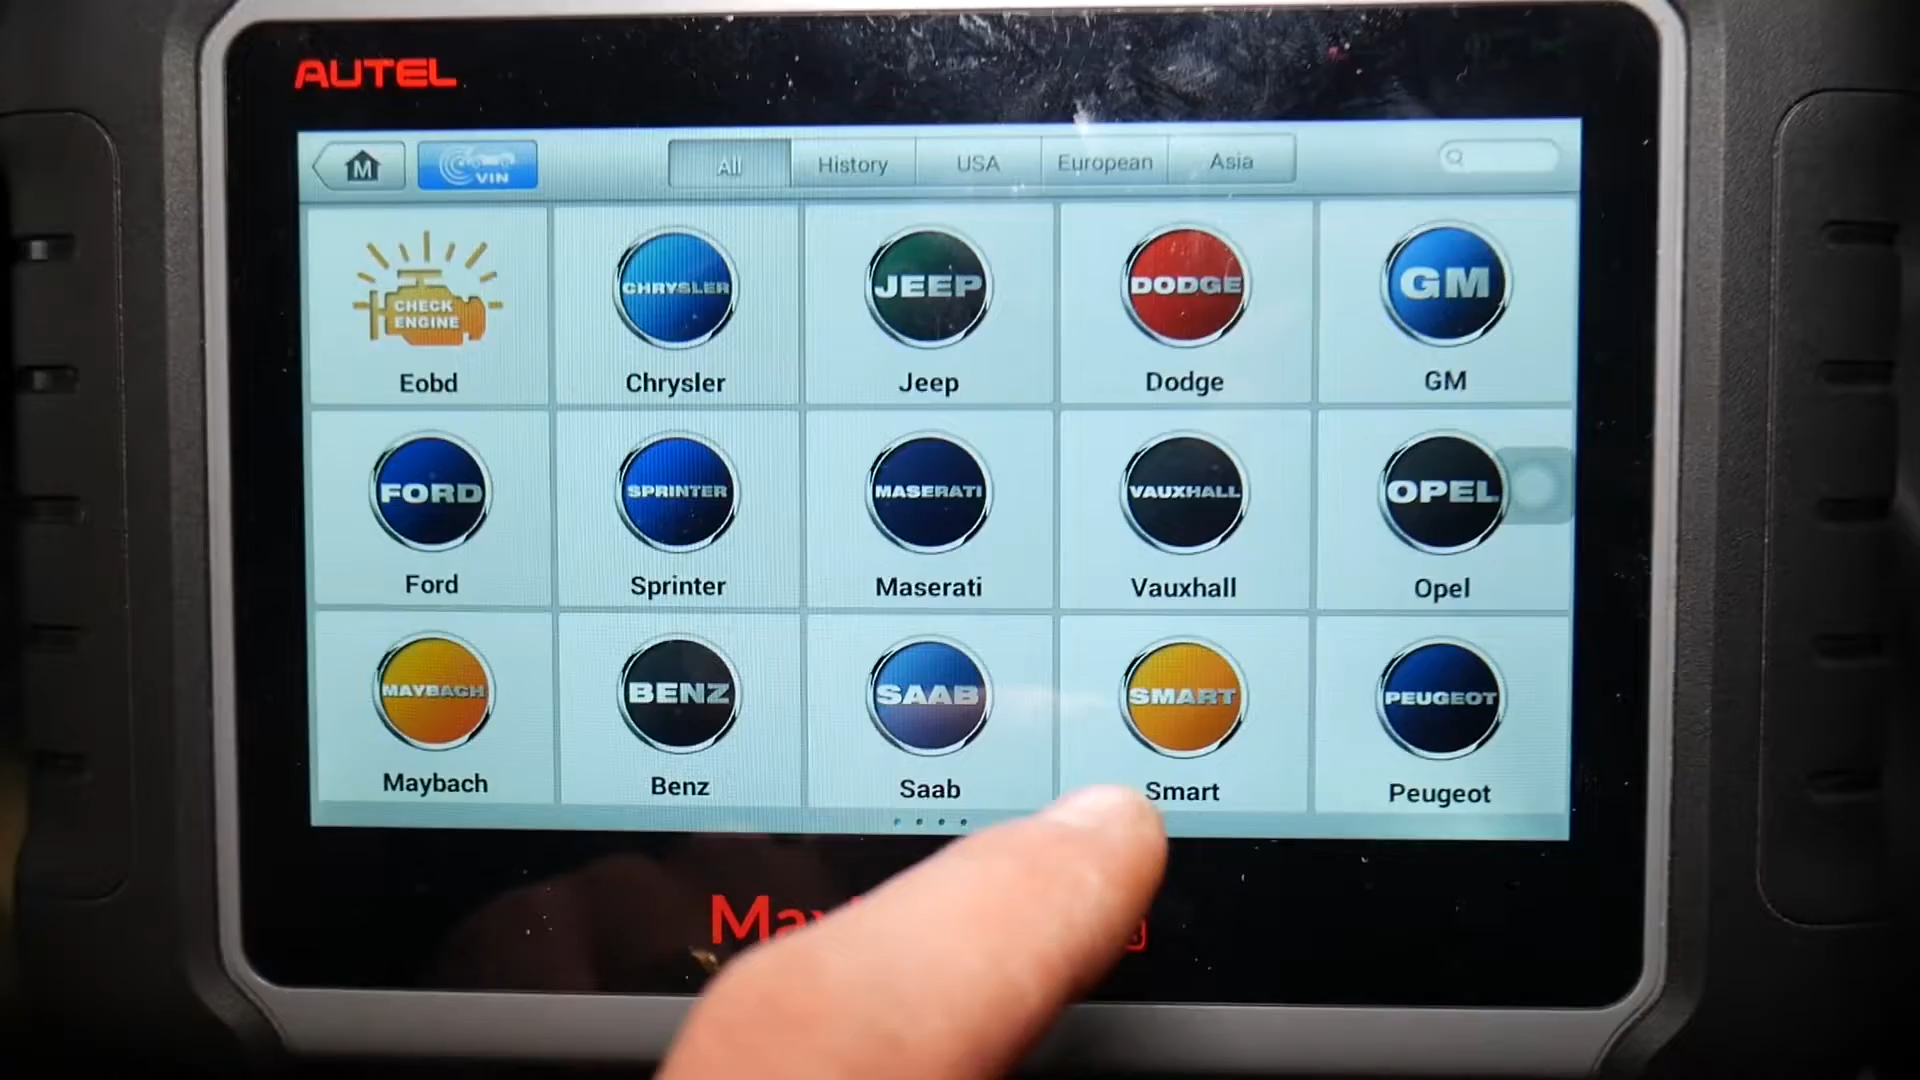 AUTEL
M VIN All History USA European Asia
CHECK ENGINE CHRYSLER JEEP DODGE GM
Eobd Chrysler Jeep Dodge GM
FORD SPRINTER MASERATI VAUXHALL OPEL
Ford Sprinter Maserati Vauxhall Opel
MAYBACH BENZ SAAB SMART PEUGEOT
Maybach Benz Saab Smart Peugeot